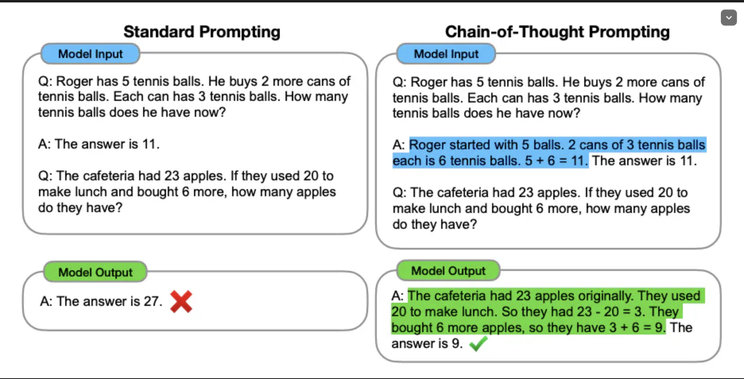 Standard Prompting
Model Input
Q: Roger has 5 tennis balls. He buys 2 more cans of
tennis balls. Each can has 3 tennis balls. How many
tennis balls does he have now?
A: The answer is 11.
Q: The cafeteria had 23 apples. If they used 20 to
make lunch and bought 6 more, how many apples
do they have?
Model Output
A: The answer is 27.
Chain-of-Thought Prompting
Model Input
Q: Roger has 5 tennis balls. He buys 2 more cans of
tennis balls. Each can has 3 tennis balls. How many
tennis balls does he have now?
A: Roger started with 5 balls. 2 cans of 3 tennis balls
each is 6 tennis balls. 5 + 6 = 11. The answer is 11.
Q: The cafeteria had 23 apples. If they used 20 to
make lunch and bought 6 more, how many apples
do they have?
Model Output
A: The cafeteria had 23 apples originally. They used
20 to make lunch. So they had 23 - 20 = 3. They
bought 6 more apples, so they have 3 + 6 = 9. The
answer is 9.